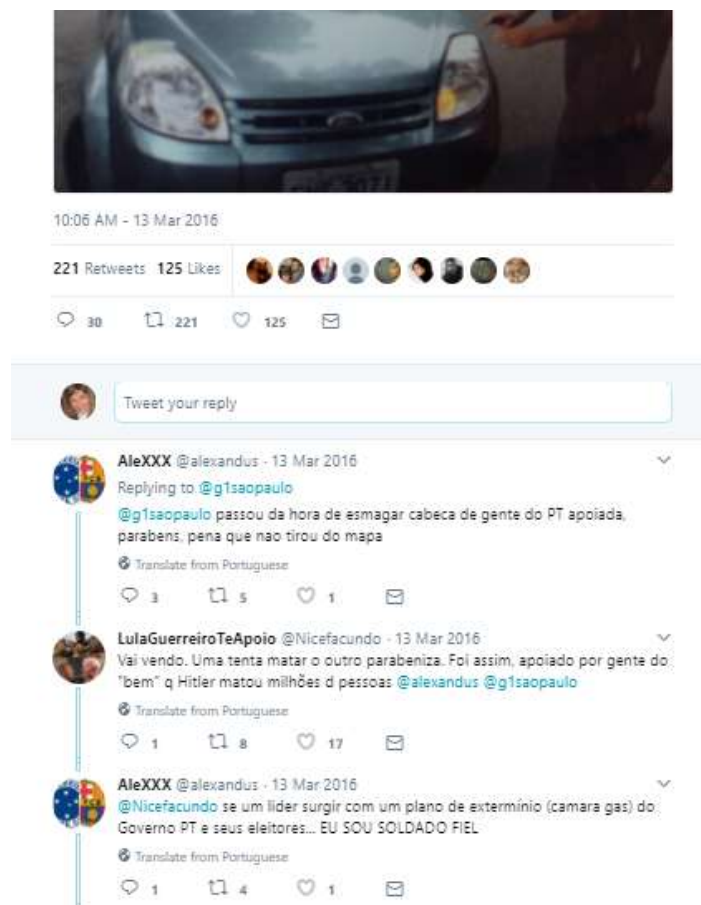 10:06 AM - 13 Mar 2016
221 Retweets 125 Likes
30 221 125
Tweet your reply
AleXXX @alexandus - 13 Mar 2016
Replying to @g1saopaulo
@g1saopaulo passou da hora de esmagar cabeca de gente do PT apoiada,
parabens, pena que nao tirou do mapa
Translate from Portuguese
3 5 1
LulaGuerreiroTeApoio @Nicefacundo - 13 Mar 2016
Vai vendo. Uma tenta matar o outro parabeniza. Foi assim, apoiado por gente do
"bem" q Hitler matou milhões d pessoas @alexandus @g1saopaulo
Translate from Portuguese
1 8 17
AleXXX @alexandus - 13 Mar 2016
@Nicefacundo se um lider surgir com um plano de extermínio (camara gas) do
Governo PT e seus eleitores... EU SOU SOLDADO FIEL
Translate from Portuguese
1 4 1